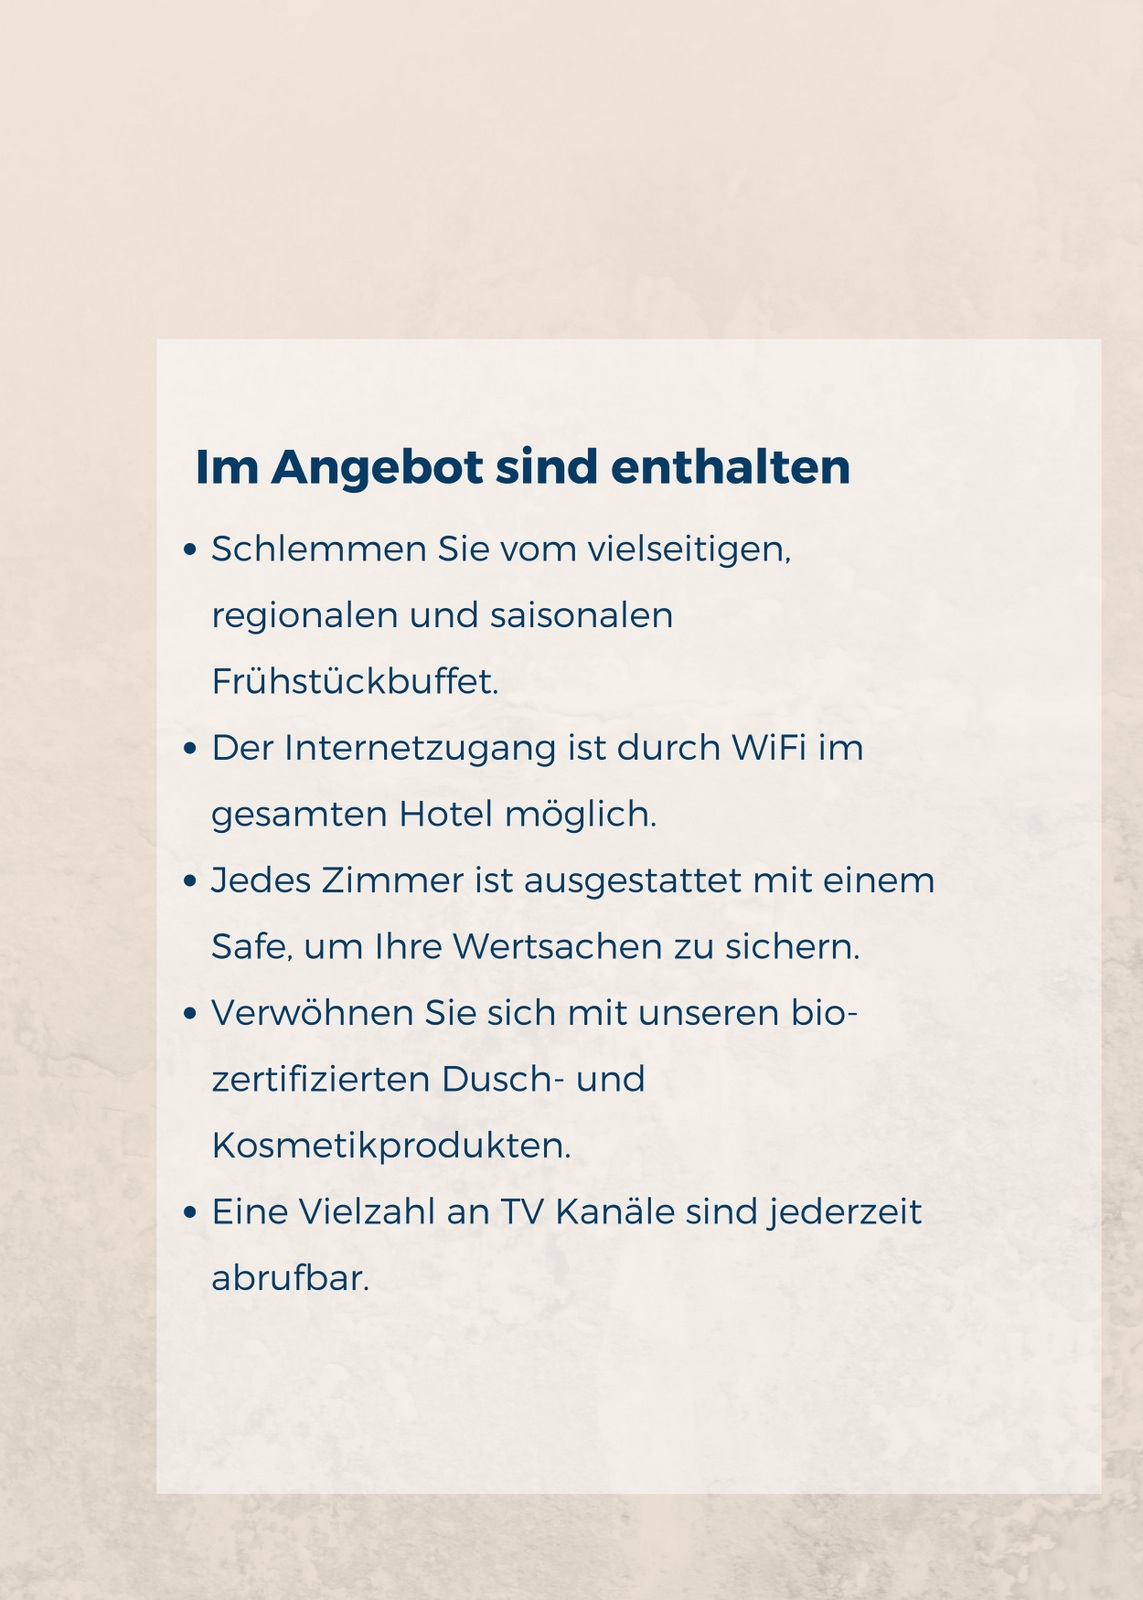 Im Angebot sind enthalten
• Schlemmen Sie vom vielseitigen,
regionalen und saisonalen
Frühstückbuffet.
• Der Internetzugang ist durch WiFi im
gesamten Hotel möglich.
• Jedes Zimmer ist ausgestattet mit einem
Safe, um Ihre Wertsachen zu sichern.
• Verwöhnen Sie sich mit unseren bio-
zertifizierten Dusch- und
Kosmetikprodukten.
• Eine Vielzahl an TV Kanäle sind jederzeit
abrufbar.